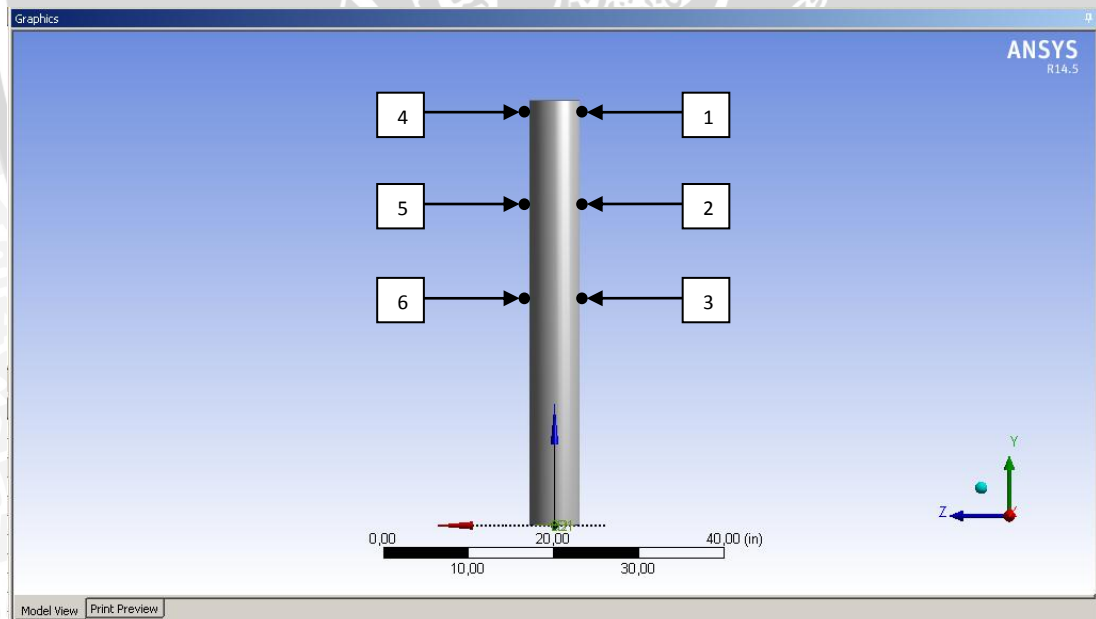 Graphics
ANSYS
R14.5
4
1
5
2
6
3
Y
Z
0,00
20,00
40,00 (in)
10,00
30,00
Model View
Print Preview